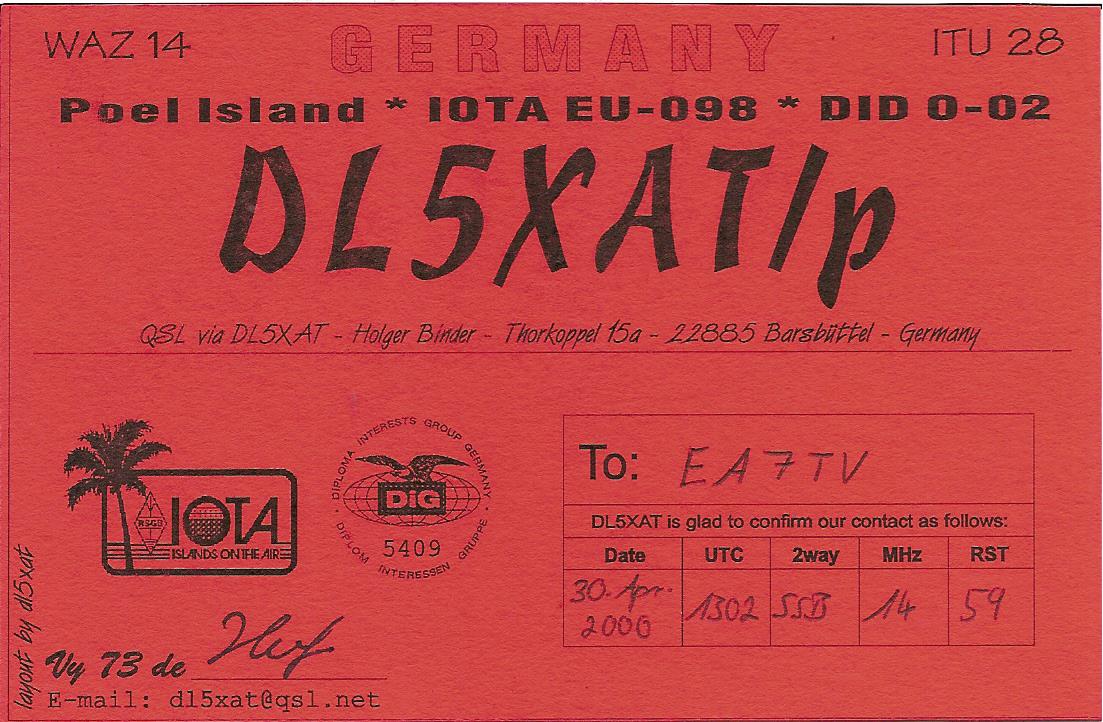 WAZ 14 GERMANY ITU 28
Poel Island * IOTA EU-098 * DID O-02
DL5XAT/p
QSL via DL5XAT - Holger Binder - Thorkoppel 15a - 22885 Barsbüttel - Germany
RSGB IOTA
ISLANDS ON THE AIR
DIPLOMA INTERESTS GROUP GERMANY
DIG
5409
DIPLOM INTERESSEN GRUPPE
To: EA7TV
DL5XAT is glad to confirm our contact as follows:
Date UTC 2way MHz RST
30. Apr. 2000 1302 SSB 14 59
Vy 73 de
E-mail: dl5xat@qsl.net
layout by dl5xat